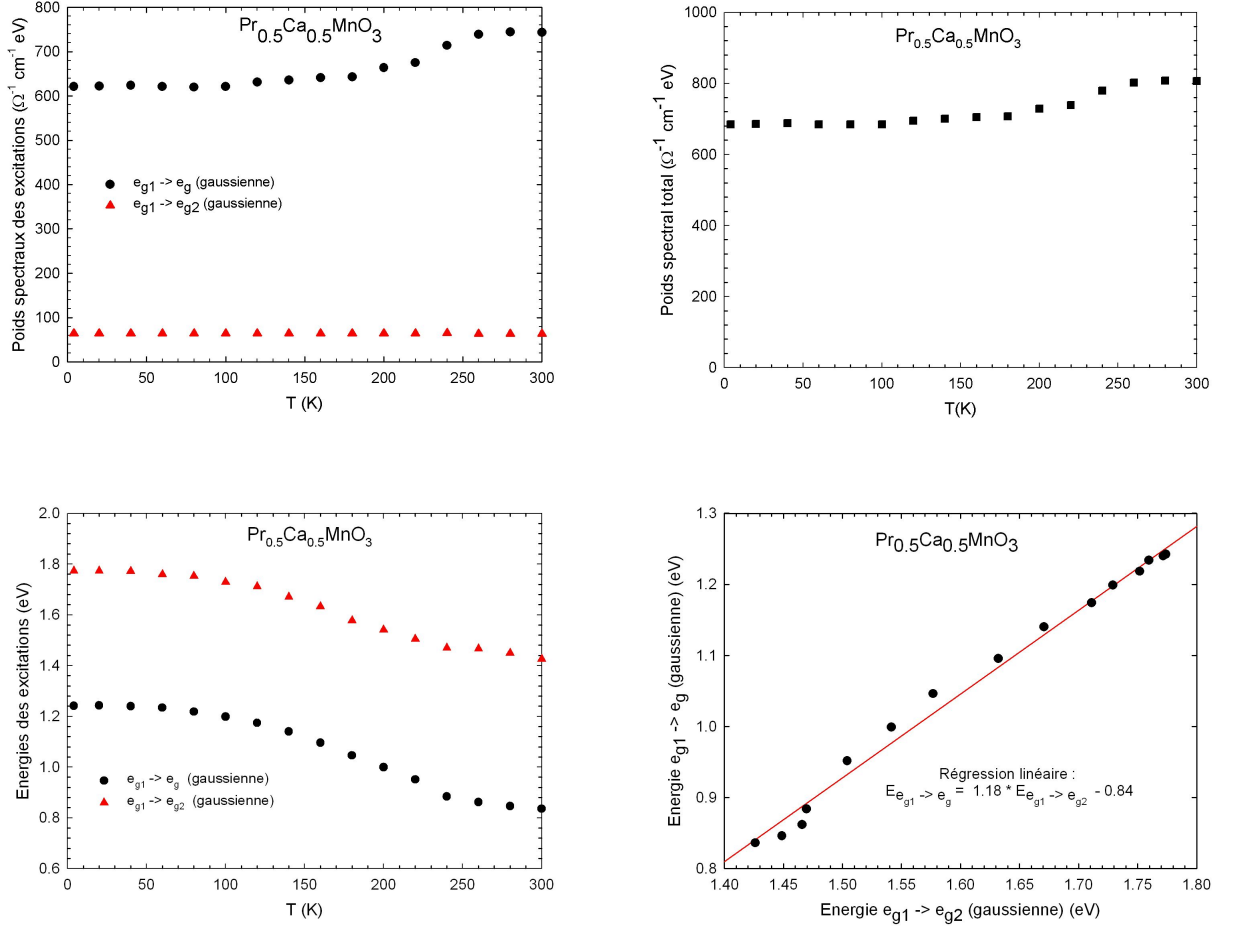 Pr0.5Ca0.5MnO3
Poids spectraux des excitations (Ω-1 cm-1 eV)
800
700
600
500
400
300
200
100
0
eg1 -> eg (gaussienne)
eg1 -> eg2 (gaussienne)
0 50 100 150 200 250 300
T (K)
Pr0.5Ca0.5MnO3
Poids spectral total (Ω-1 cm-1 eV)
1000
800
600
400
200
0
0 50 100 150 200 250 300
T(K)
Pr0.5Ca0.5MnO3
Energies des excitations (eV)
2.0
1.8
1.6
1.4
1.2
1.0
0.8
0.6
eg1 -> eg (gaussienne)
eg1 -> eg2 (gaussienne)
0 50 100 150 200 250 300
T (K)
Pr0.5Ca0.5MnO3
Energie eg1 -> eg (gaussienne) (eV)
1.3
1.2
1.1
1.0
0.9
0.8
Régression linéaire :
Eeg1 -> eg = 1.18 * Eeg1 -> eg2 - 0.84
1.40 1.45 1.50 1.55 1.60 1.65 1.70 1.75 1.80
Energie eg1 -> eg2 (gaussienne) (eV)